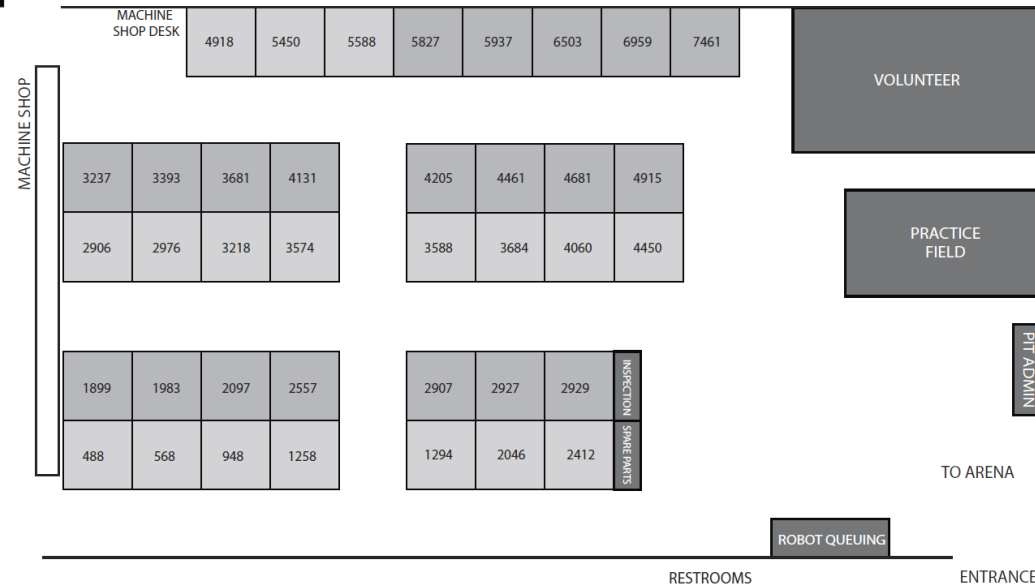 MACHINE
SHOP DESK
4918 5450 5588 5827 5937 6503 6959 7461
VOLUNTEER
MACHINE SHOP
3237 3393 3681 4131 4205 4461 4681 4915
2906 2976 3218 3574 3588 3684 4060 4450
PRACTICE
FIELD
PIT ADMIN
1899 1983 2097 2557 2907 2927 2929 INSPECTION
488 568 948 1258 1294 2046 2412 SPARE PARTS
TO ARENA
ROBOT QUEUING
RESTROOMS ENTRANCE